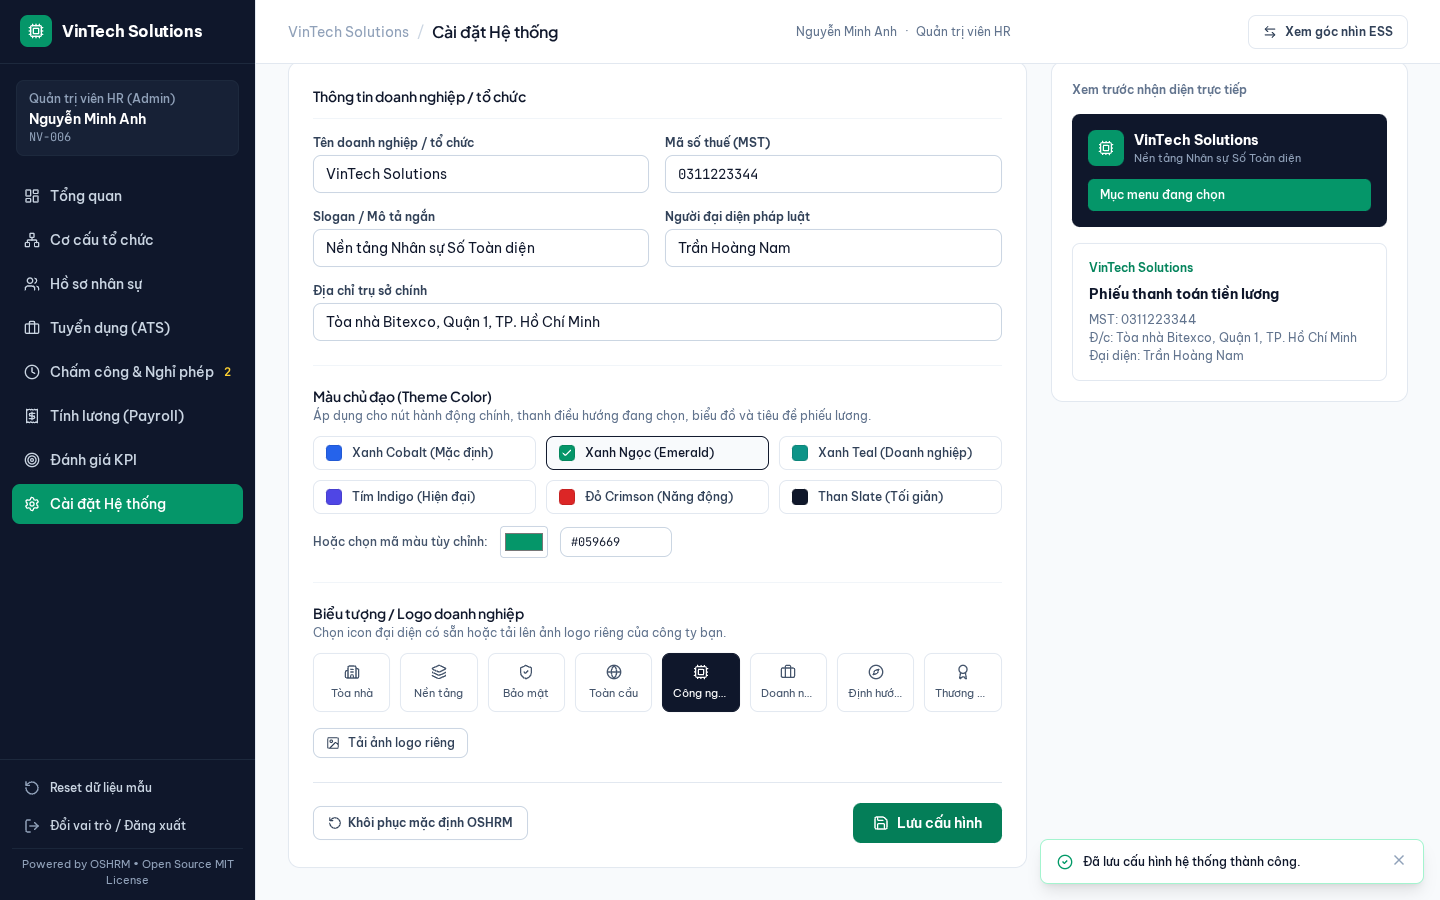 VinTech Solutions
Quản trị viên HR (Admin)
Nguyễn Minh Anh
NV-006
Tổng quan
Cơ cấu tổ chức
Hồ sơ nhân sự
Tuyển dụng (ATS)
Chấm công & Nghỉ phép 2
Tính lương (Payroll)
Đánh giá KPI
Cài đặt Hệ thống
Reset dữ liệu mẫu
Đổi vai trò / Đăng xuất
Powered by OSHRM • Open Source MIT
License
VinTech Solutions / Cài đặt Hệ thống
Nguyễn Minh Anh · Quản trị viên HR
Xem góc nhìn ESS
Thông tin doanh nghiệp / tổ chức
Tên doanh nghiệp / tổ chức
VinTech Solutions
Mã số thuế (MST)
0311223344
Slogan / Mô tả ngắn
Nền tảng Nhân sự Số Toàn diện
Người đại diện pháp luật
Trần Hoàng Nam
Địa chỉ trụ sở chính
Tòa nhà Bitexco, Quận 1, TP. Hồ Chí Minh
Màu chủ đạo (Theme Color)
Áp dụng cho nút hành động chính, thanh điều hướng đang chọn, biểu đồ và tiêu đề phiếu lương.
Xanh Cobalt (Mặc định)
Xanh Ngọc (Emerald)
Xanh Teal (Doanh nghiệp)
Tím Indigo (Hiện đại)
Đỏ Crimson (Năng động)
Than Slate (Tối giản)
Hoặc chọn mã màu tùy chỉnh:
#059669
Biểu tượng / Logo doanh nghiệp
Chọn icon đại diện có sẵn hoặc tải lên ảnh logo riêng của công ty bạn.
Tòa nhà
Nền tảng
Bảo mật
Toàn cầu
Công ng...
Doanh n...
Định hướ...
Thương ...
Tải ảnh logo riêng
Khôi phục mặc định OSHRM
Lưu cấu hình
Xem trước nhận diện trực tiếp
VinTech Solutions
Nền tảng Nhân sự Số Toàn diện
Mục menu đang chọn
VinTech Solutions
Phiếu thanh toán tiền lương
MST: 0311223344
Đ/c: Tòa nhà Bitexco, Quận 1, TP. Hồ Chí Minh
Đại diện: Trần Hoàng Nam
Đã lưu cấu hình hệ thống thành công.